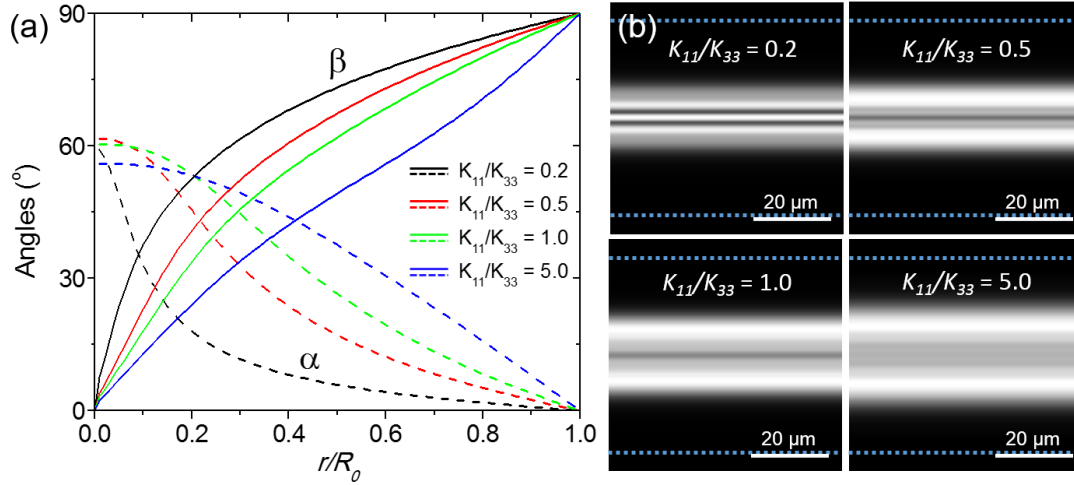 (a)
90
60
30
0
Angles (°)
β
α
K₁₁/K₃₃ = 0.2
K₁₁/K₃₃ = 0.5
K₁₁/K₃₃ = 1.0
K₁₁/K₃₃ = 5.0
0.0 0.2 0.4 0.6 0.8 1.0
r/R₀
(b)
K₁₁/K₃₃ = 0.2
20 μm
K₁₁/K₃₃ = 0.5
20 μm
K₁₁/K₃₃ = 1.0
20 μm
K₁₁/K₃₃ = 5.0
20 μm